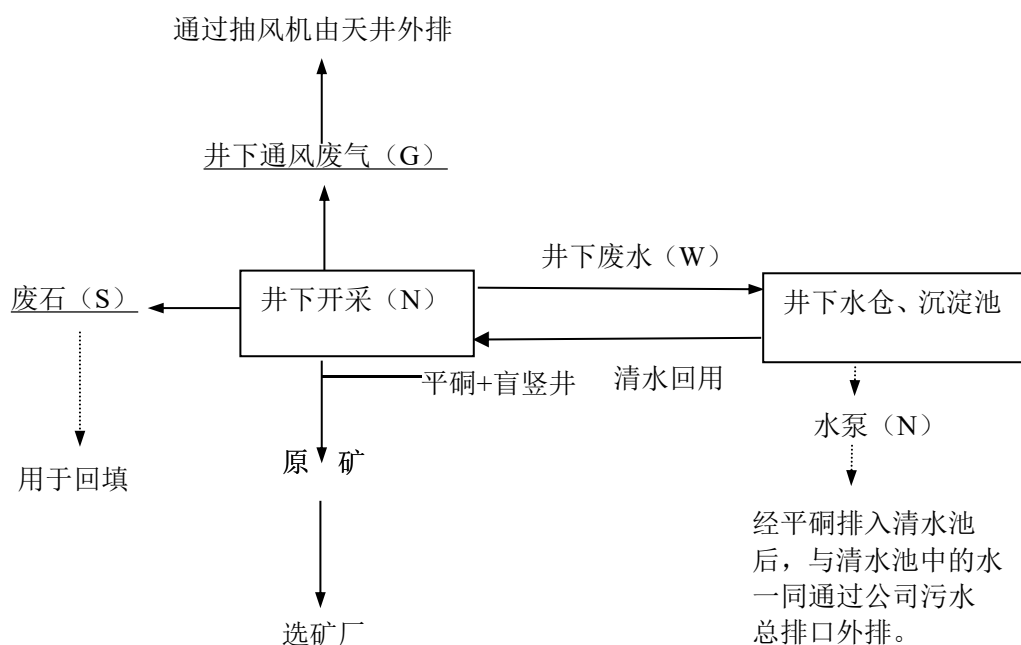 通过抽风机由天井外排
井下通风废气（G）
井下废水（W）
废石（S）
井下开采（N）
井下水仓、沉淀池
平硐+盲竖井
清水回用
水泵（N）
原 矿
用于回填
经平硐排入清水池
后，与清水池中的水
一同通过公司污水
总排口外排。
选矿厂